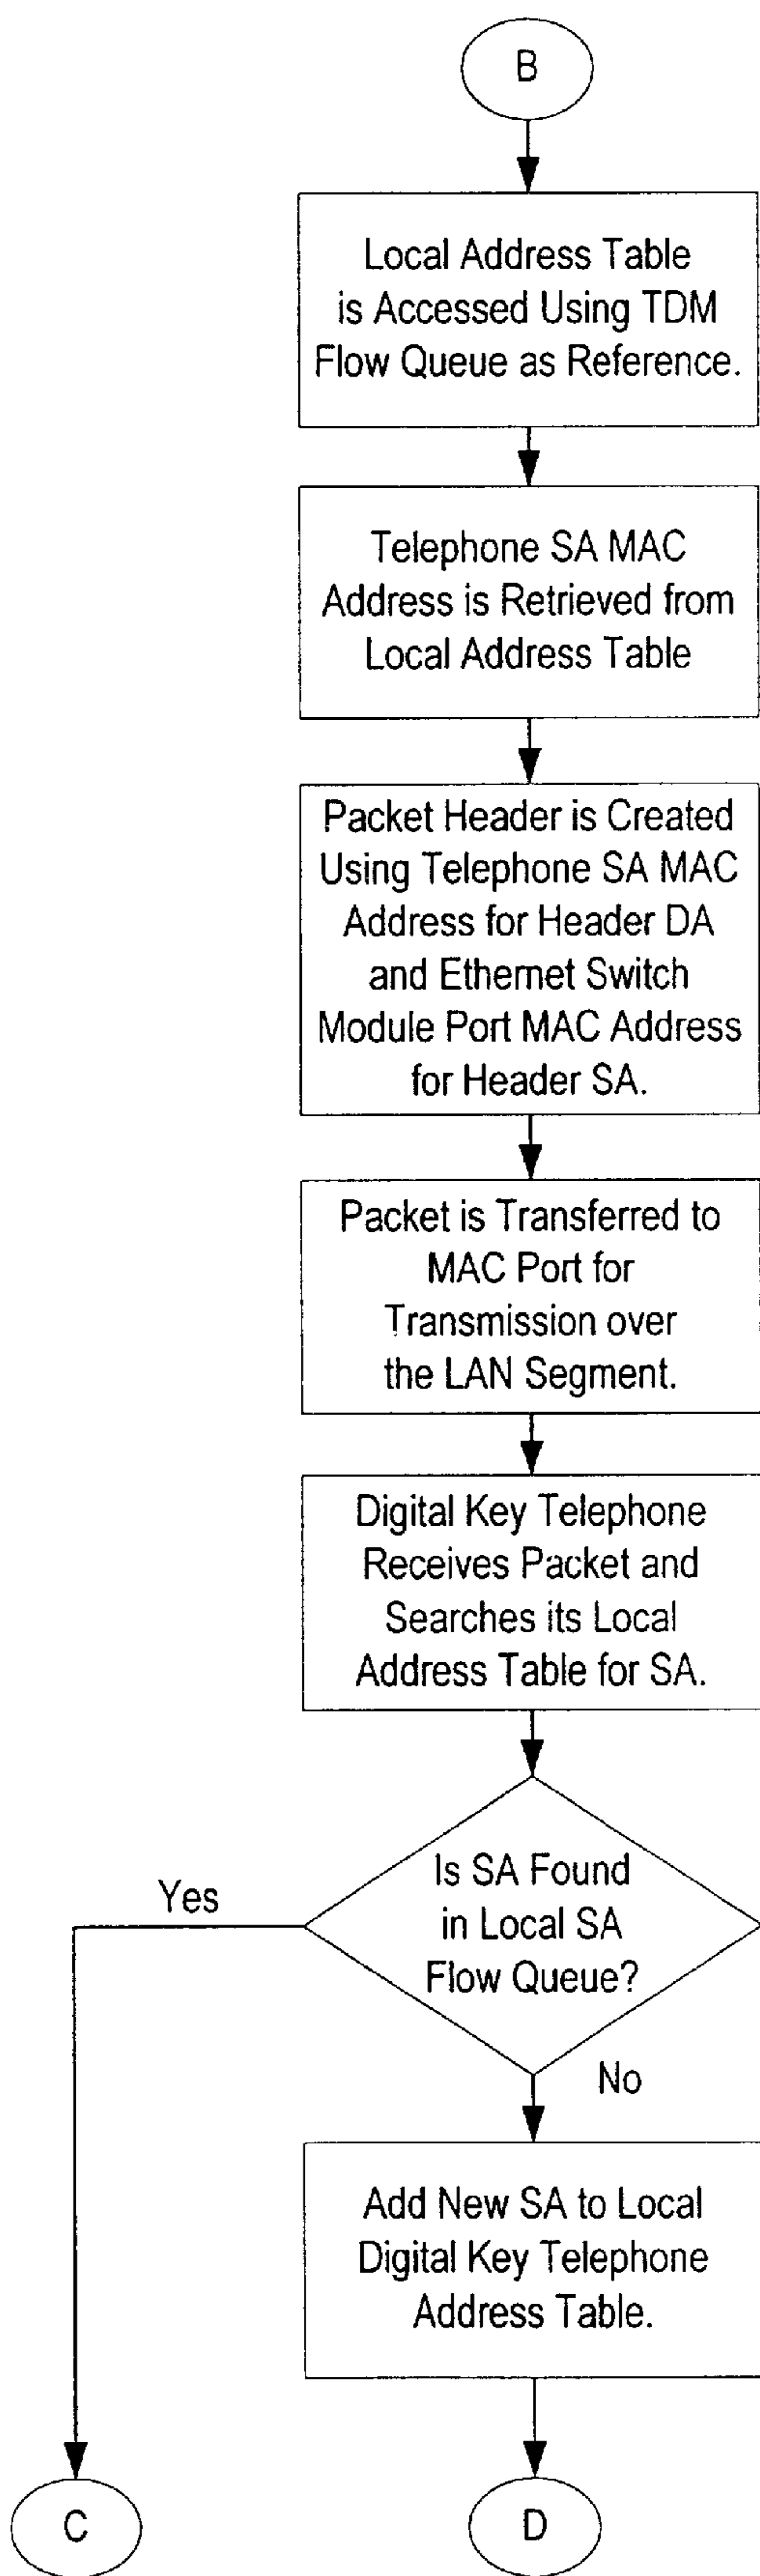 B
Local Address Table
is Accessed Using TDM
Flow Queue as Reference.
Telephone SA MAC
Address is Retrieved from
Local Address Table
Packet Header is Created
Using Telephone SA MAC
Address for Header DA
and Ethernet Switch
Module Port MAC Address
for Header SA.
Packet is Transferred to
MAC Port for
Transmission over
the LAN Segment.
Digital Key Telephone
Receives Packet and
Searches its Local
Address Table for SA.
Is SA Found
in Local SA
Flow Queue?
Yes
No
Add New SA to Local
Digital Key Telephone
Address Table.
C
D